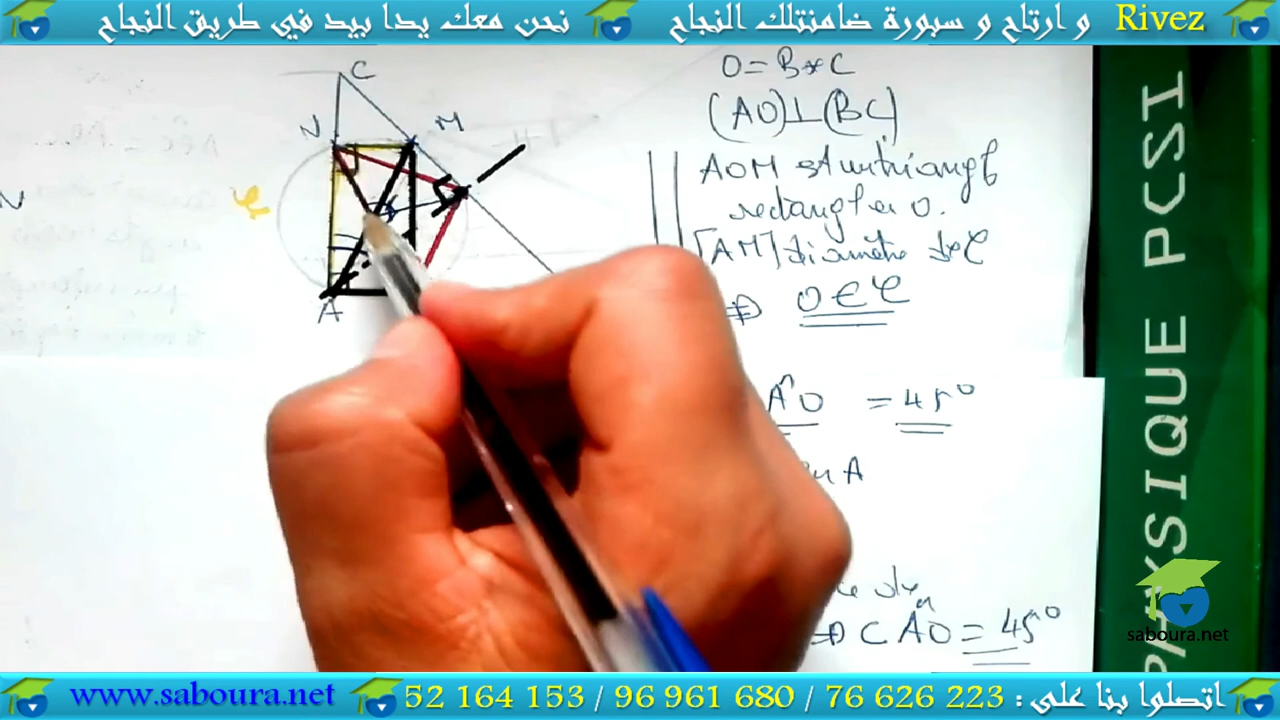 نحن معك يدا بيد في طريق النجاح
و ارتاح و سبورة ضامنتلك النجاح Rivez
C
N
M
A
O = B * C
(AO)⊥(BC)
AOM est un triangle
rectangle en O.
[AM] diamètre de C
⇒ O ∈ C
ÂO = 45°
en A
⇒ CÂO = 45°
PHYSIQUE PCSI
saboura.net
www.saboura.net
52 164 153 / 96 961 680 / 76 626 223 : اتصلوا بنا على